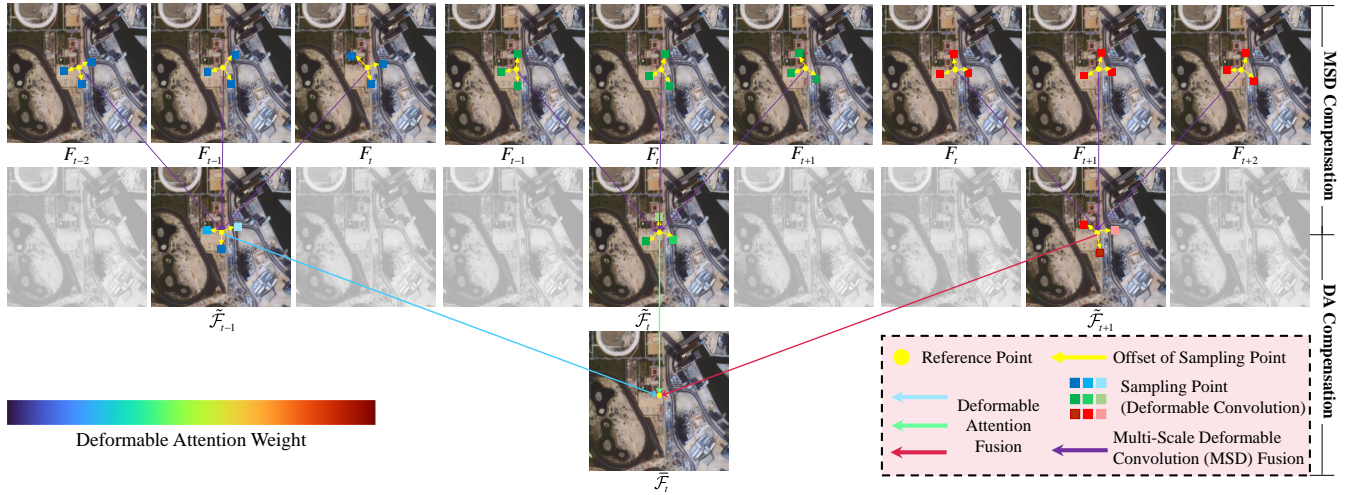 F_{t−2}
F_{t−1}
F_t
F_{t−1}
F_t
F_{t+1}
F_t
F_{t+1}
F_{t+2}
MSD Compensation
\tilde{\mathcal{F}}_{t−1}
\tilde{\mathcal{F}}_t
\tilde{\mathcal{F}}_{t+1}
DA Compensation
Reference Point
Offset of Sampling Point
Deformable
Attention
Fusion
Sampling Point
(Deformable Convolution)
Multi-Scale Deformable
Convolution (MSD) Fusion
Deformable Attention Weight
\bar{\mathcal{F}}_t